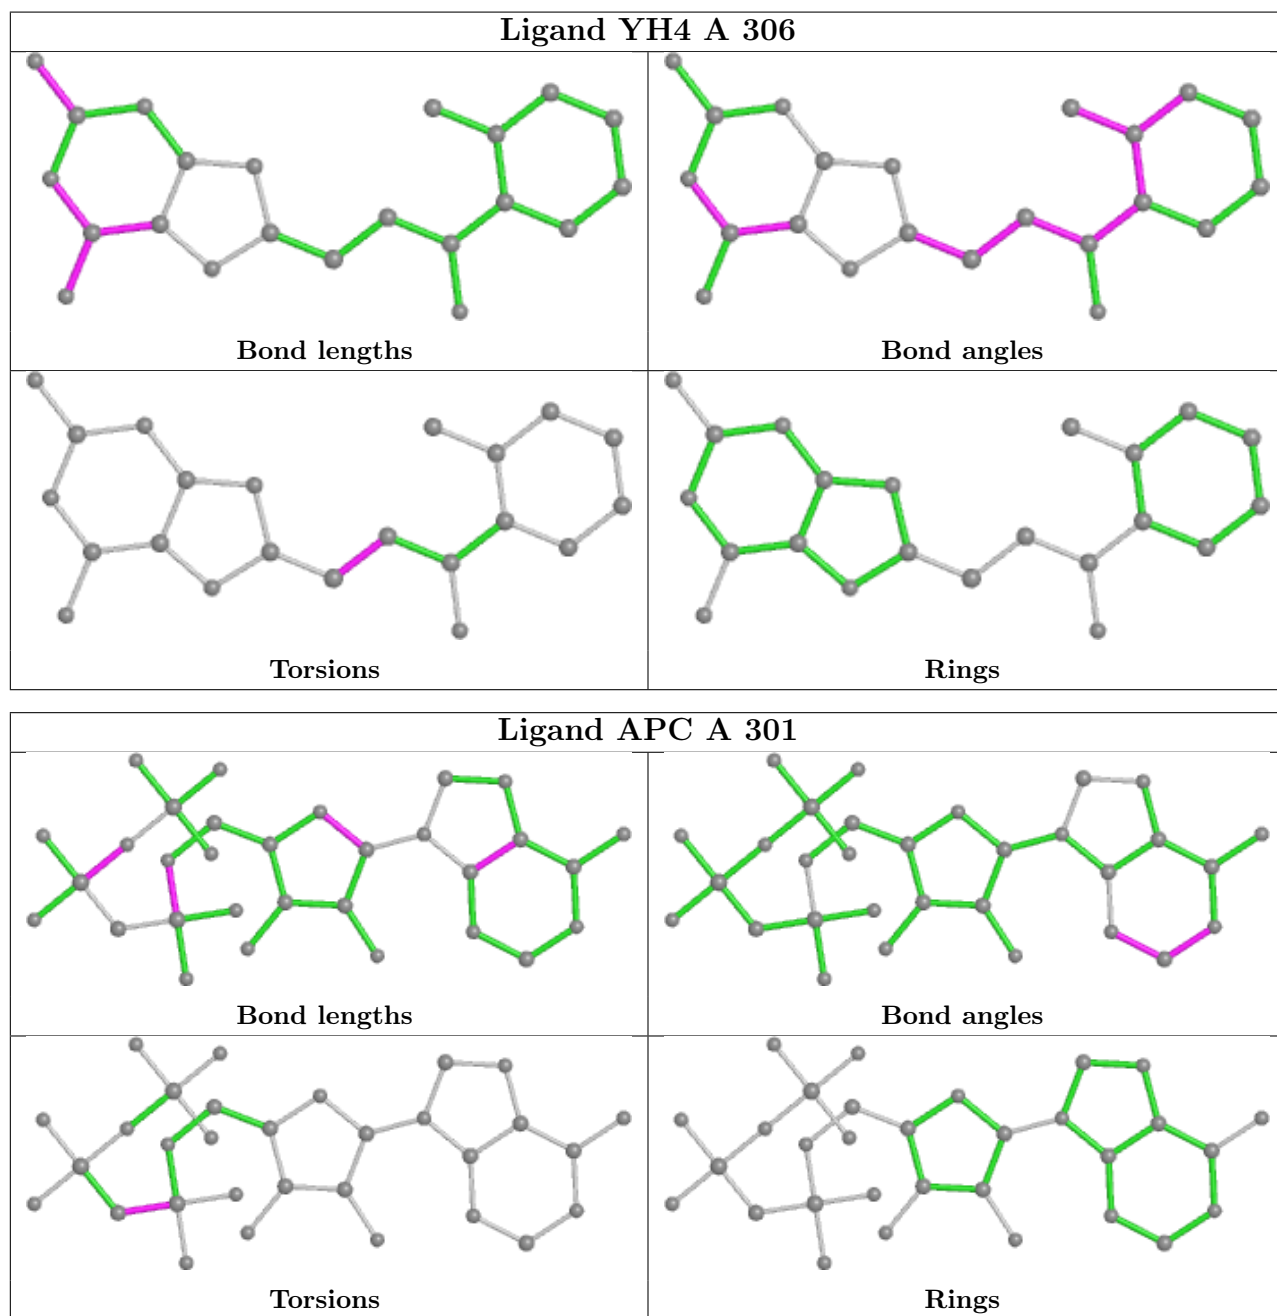 Ligand YH4 A 306
Bond lengths
Bond angles
Torsions
Rings
Ligand APC A 301
Bond lengths
Bond angles
Torsions
Rings